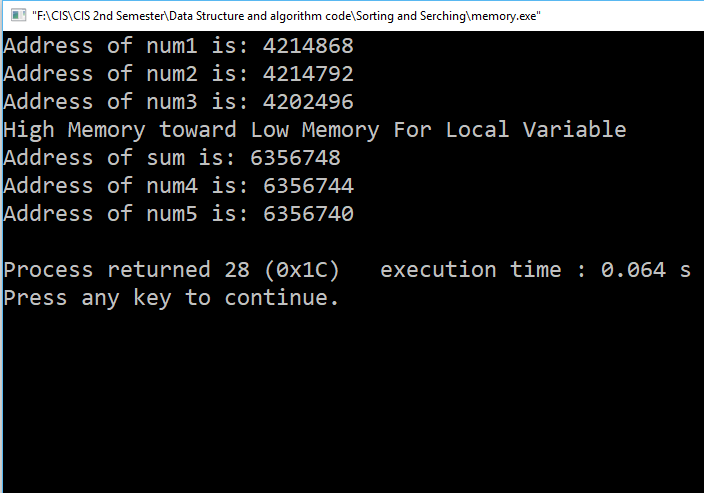 "F:\CIS\CIS 2nd Semester\Data Structure and algorithm code\Sorting and Serching\memory.exe"
Address of num1 is: 4214868
Address of num2 is: 4214792
Address of num3 is: 4202496
High Memory toward Low Memory For Local Variable
Address of sum is: 6356748
Address of num4 is: 6356744
Address of num5 is: 6356740
Process returned 28 (0x1C)   execution time : 0.064 s
Press any key to continue.